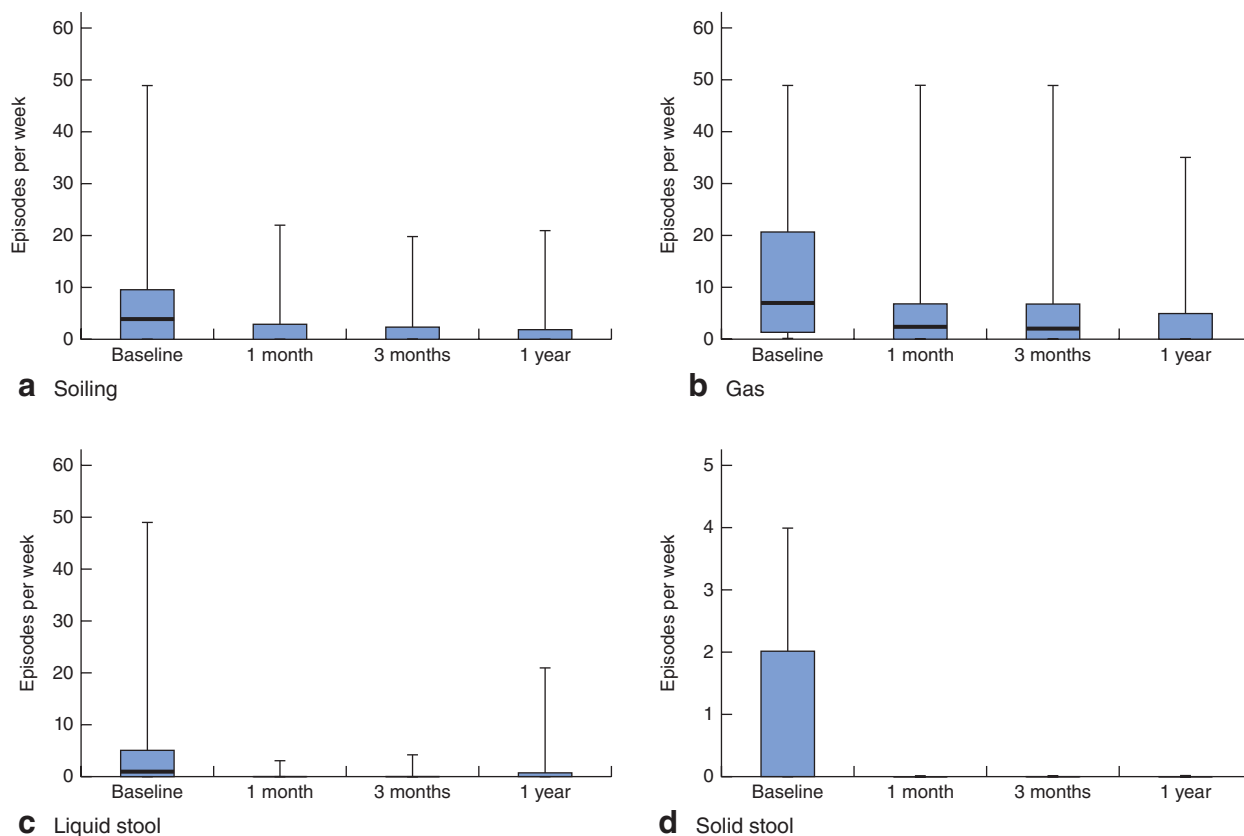 60
50
40
30
20
10
0
Episodes per week
Baseline 1 month 3 months 1 year
a Soiling
60
50
40
30
20
10
0
Episodes per week
Baseline 1 month 3 months 1 year
b Gas
60
50
40
30
20
10
0
Episodes per week
Baseline 1 month 3 months 1 year
c Liquid stool
5
4
3
2
1
0
Episodes per week
Baseline 1 month 3 months 1 year
d Solid stool